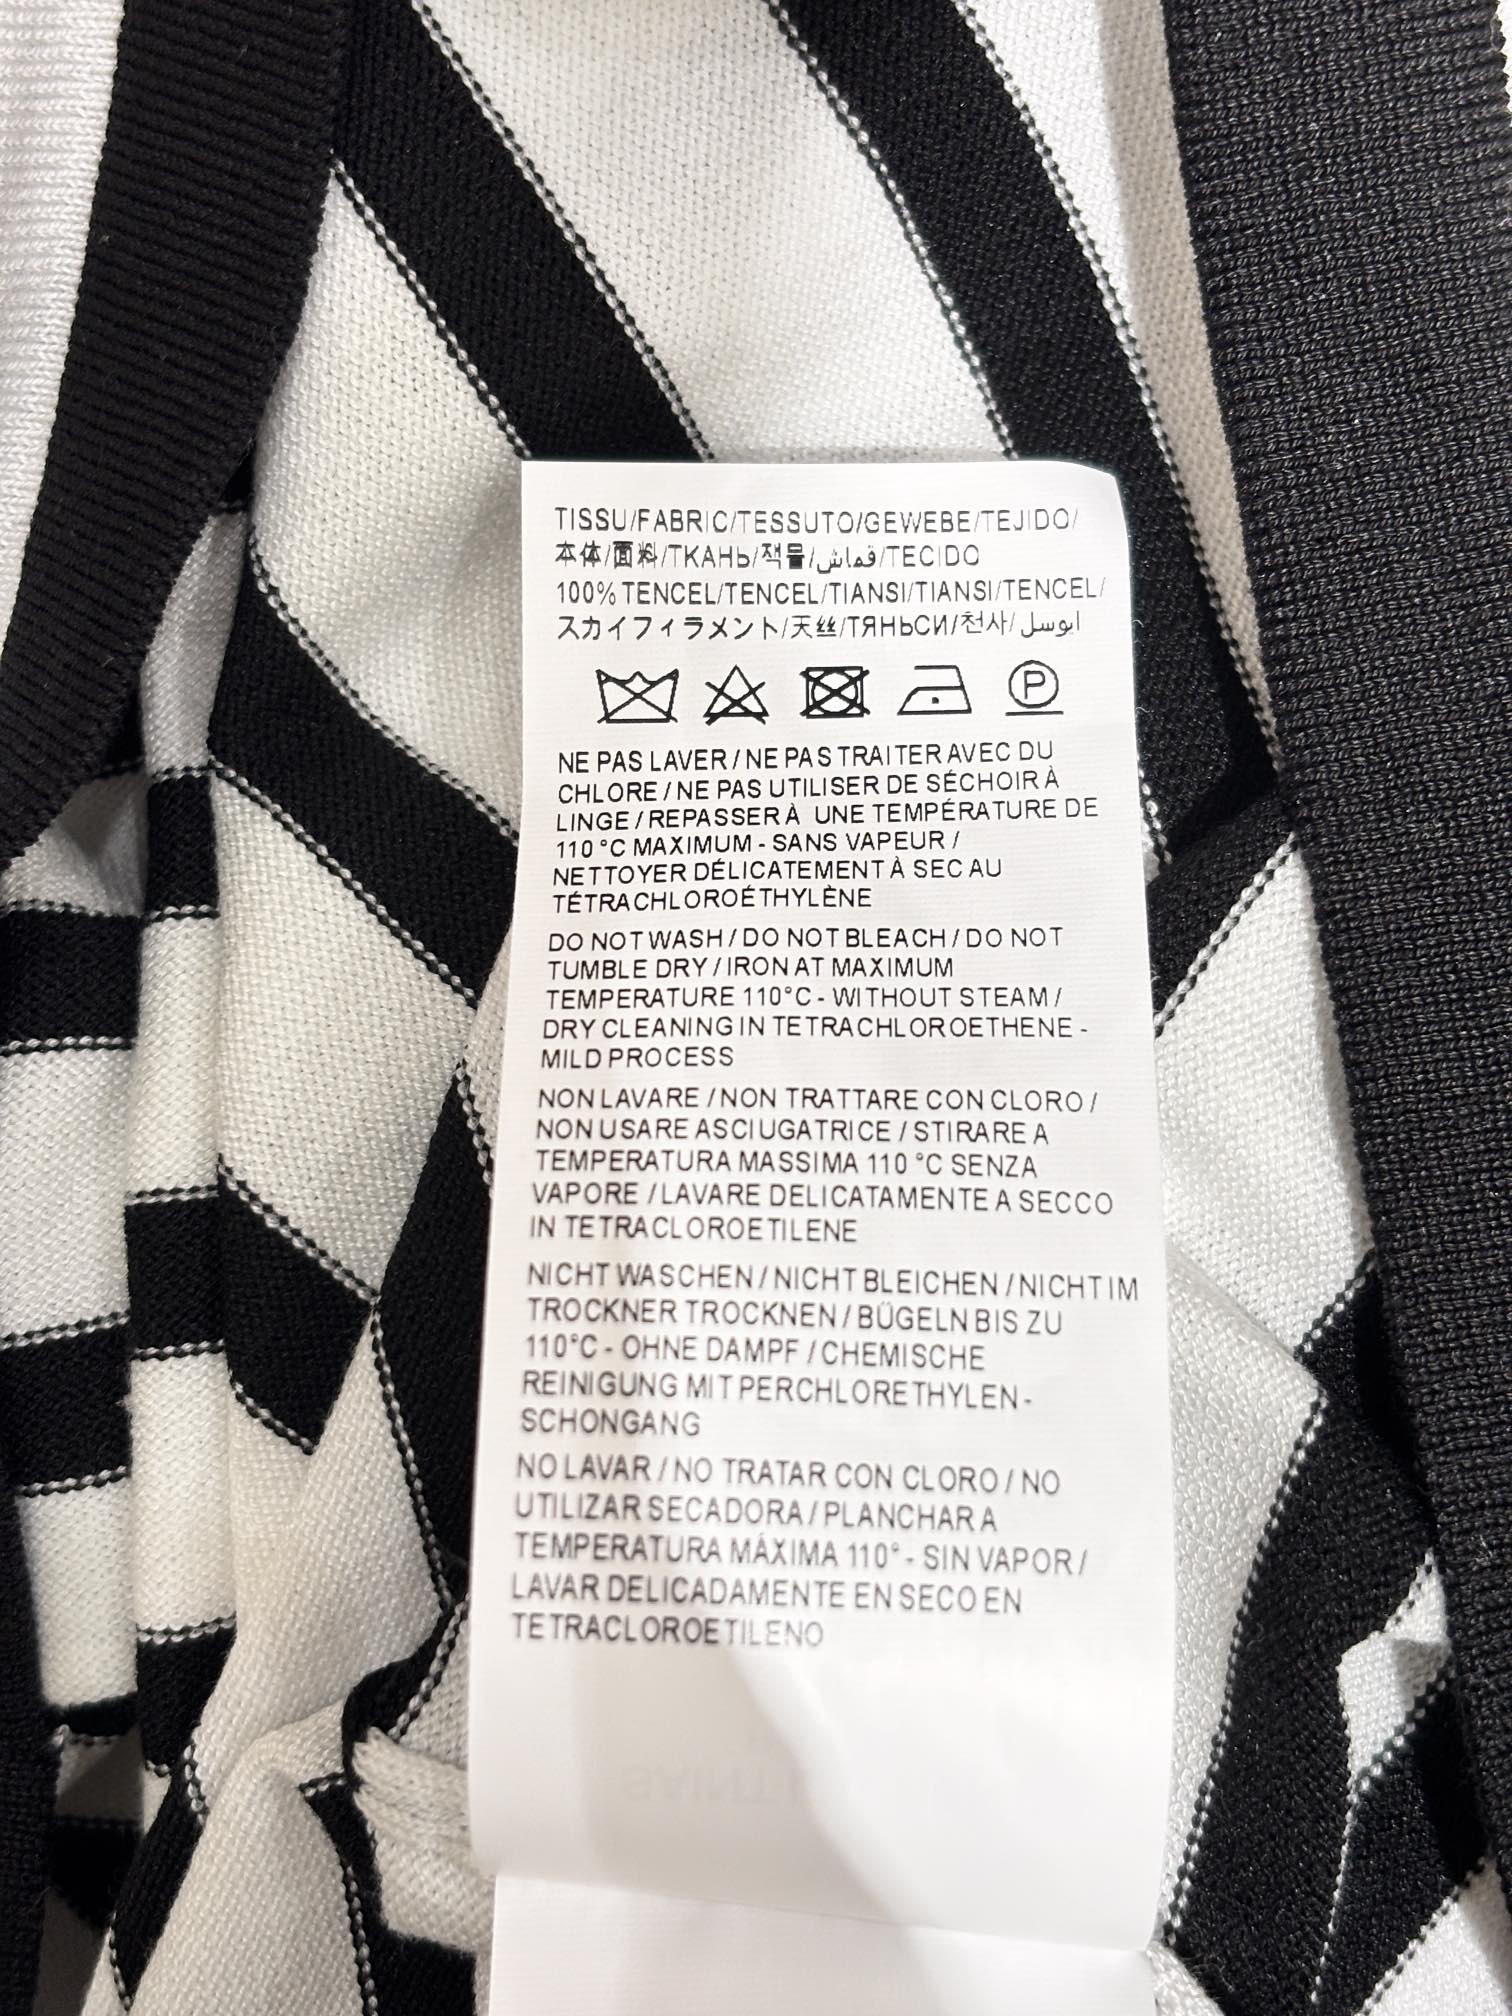 TISSU/FABRIC/TESSUTO/GEWEBE/TEJIDO/
本体/面料/ТКАНЬ/직물/قماش/TECIDO
100% TENCEL/TENCEL/TIANSI/TIANSI/TENCEL/
スカイフィラメント/天丝/ТЯНЬСИ/천사/ايوسل
P
NE PAS LAVER / NE PAS TRAITER AVEC DU
CHLORE / NE PAS UTILISER DE SÉCHOIR À
LINGE / REPASSER À UNE TEMPÉRATURE DE
110 °C MAXIMUM - SANS VAPEUR /
NETTOYER DÉLICATEMENT À SEC AU
TÉTRACHLOROÉTHYLÈNE
DO NOT WASH / DO NOT BLEACH / DO NOT
TUMBLE DRY / IRON AT MAXIMUM
TEMPERATURE 110°C - WITHOUT STEAM /
DRY CLEANING IN TETRACHLOROETHENE -
MILD PROCESS
NON LAVARE / NON TRATTARE CON CLORO /
NON USARE ASCIUGATRICE / STIRARE A
TEMPERATURA MASSIMA 110 °C SENZA
VAPORE / LAVARE DELICATAMENTE A SECCO
IN TETRACLOROETILENE
NICHT WASCHEN / NICHT BLEICHEN / NICHT IM
TROCKNER TROCKNEN / BÜGELN BIS ZU
110°C - OHNE DAMPF / CHEMISCHE
REINIGUNG MIT PERCHLORETHYLEN -
SCHONGANG
NO LAVAR / NO TRATAR CON CLORO / NO
UTILIZAR SECADORA / PLANCHAR A
TEMPERATURA MÁXIMA 110° - SIN VAPOR /
LAVAR DELICADAMENTE EN SECO EN
TETRACLOROETILENO